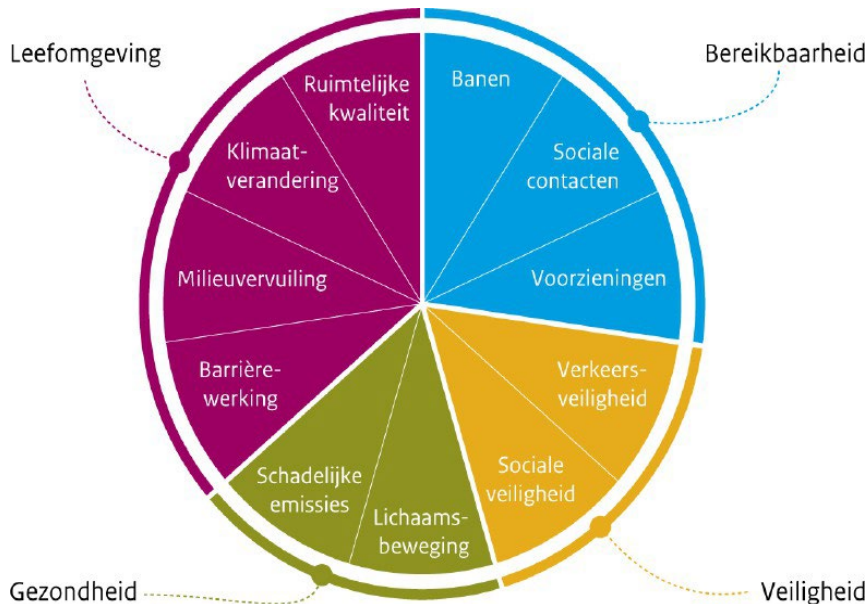 Leefomgeving
Bereikbaarheid
Ruimtelijke
kwaliteit
Banen
Klimaat-
verandering
Sociale
contacten
Milieuvervuiling
Voorzieningen
Barrière-
werking
Verkeers-
veiligheid
Schadelijke
emissies
Lichaams-
beweging
Sociale
veiligheid
Gezondheid
Veiligheid